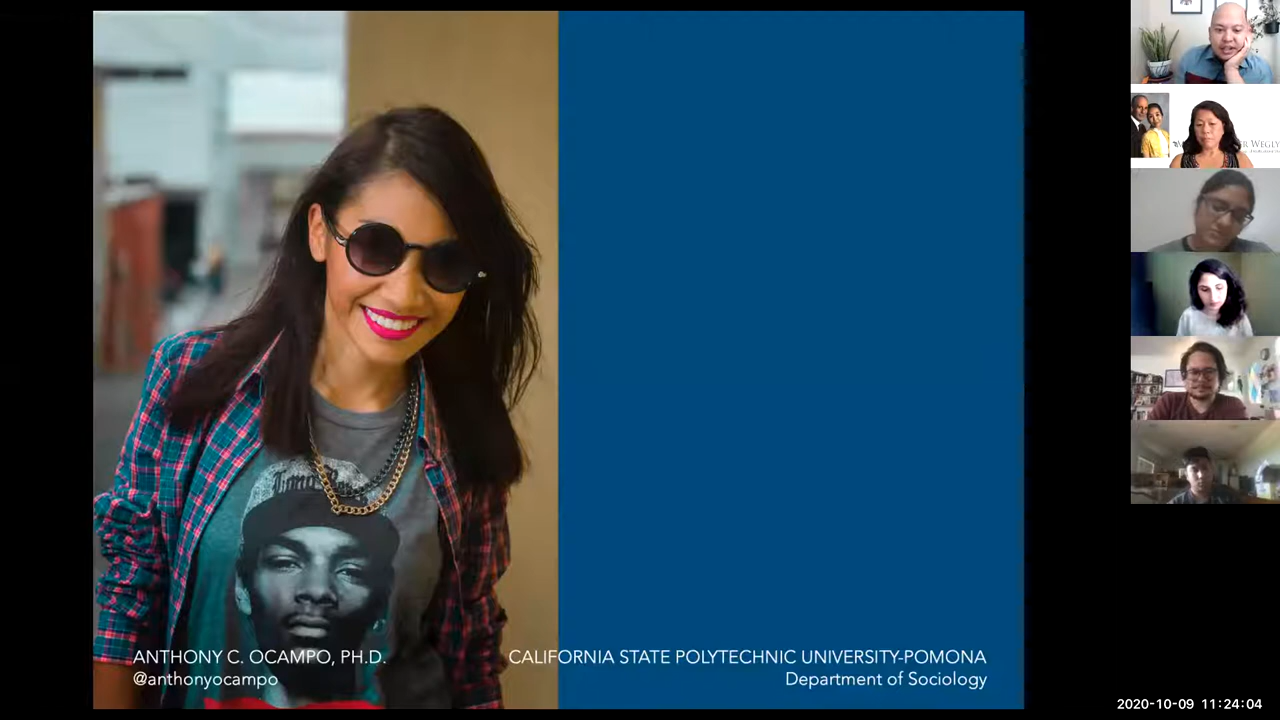 ANTHONY C. OCAMPO, PH.D.
@anthonyocampo
CALIFORNIA STATE POLYTECHNIC UNIVERSITY-POMONA
Department of Sociology
2020-10-09 11:24:04